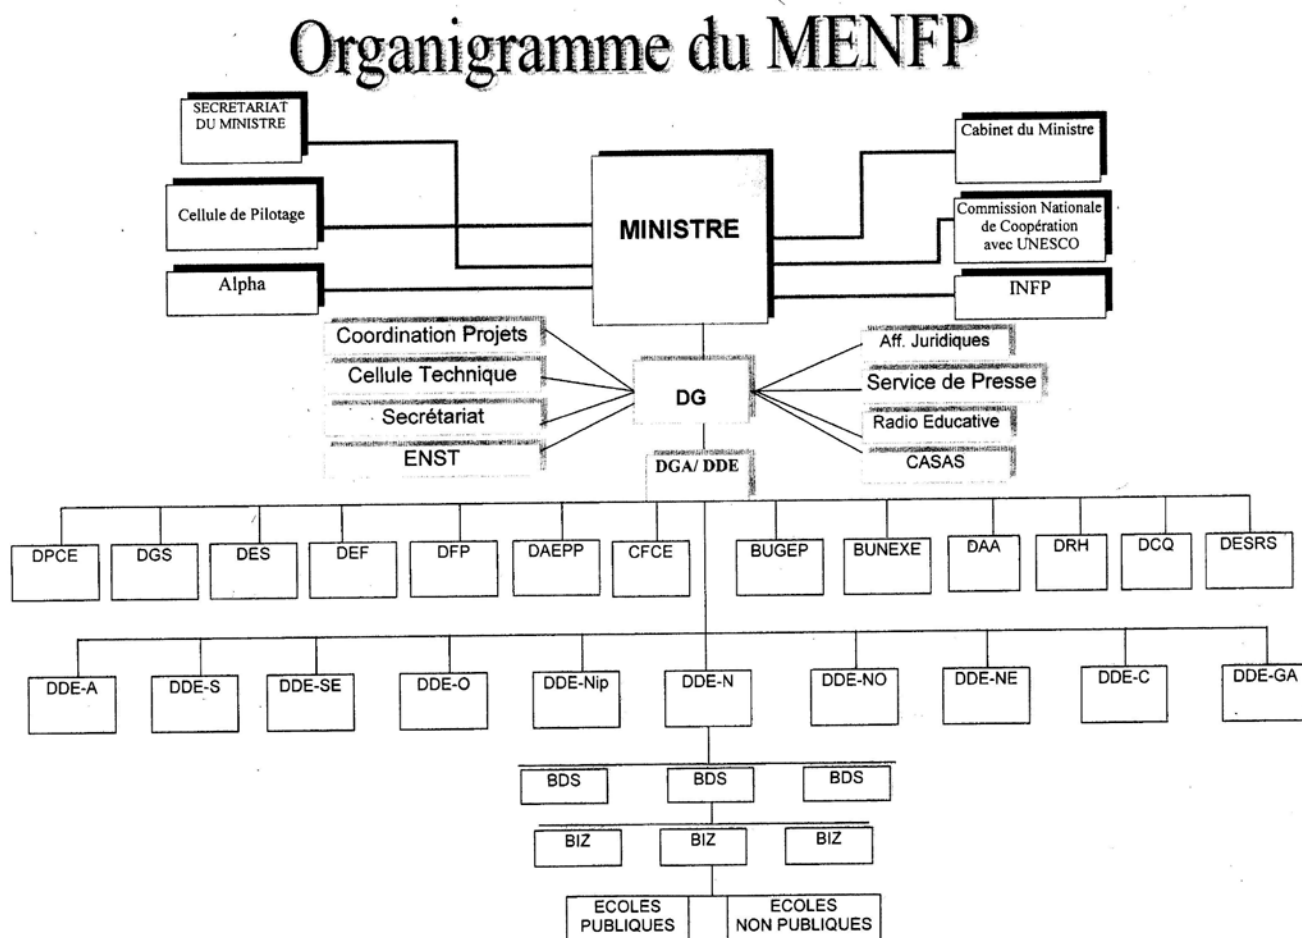 Organigramme du MENFP
SECRETARIAT
DU MINISTRE
Cabinet du Ministre
Cellule de Pilotage
MINISTRE
Commission Nationale
de Coopération
avec UNESCO
Alpha
INFP
Coordination Projets
Aff. Juridiques
Cellule Technique
DG
Service de Presse
Secrétariat
Radio Educative
ENST
DGA/ DDE
CASAS
DPCE
DGS
DES
DEF
DFP
DAEPP
CFCE
BUGEP
BUNEXE
DAA
DRH
DCQ
DESRS
DDE-A
DDE-S
DDE-SE
DDE-O
DDE-Nip
DDE-N
DDE-NO
DDE-NE
DDE-C
DDE-GA
BDS
BDS
BDS
BIZ
BIZ
BIZ
ECOLES
PUBLIQUES
ECOLES
NON PUBLIQUES